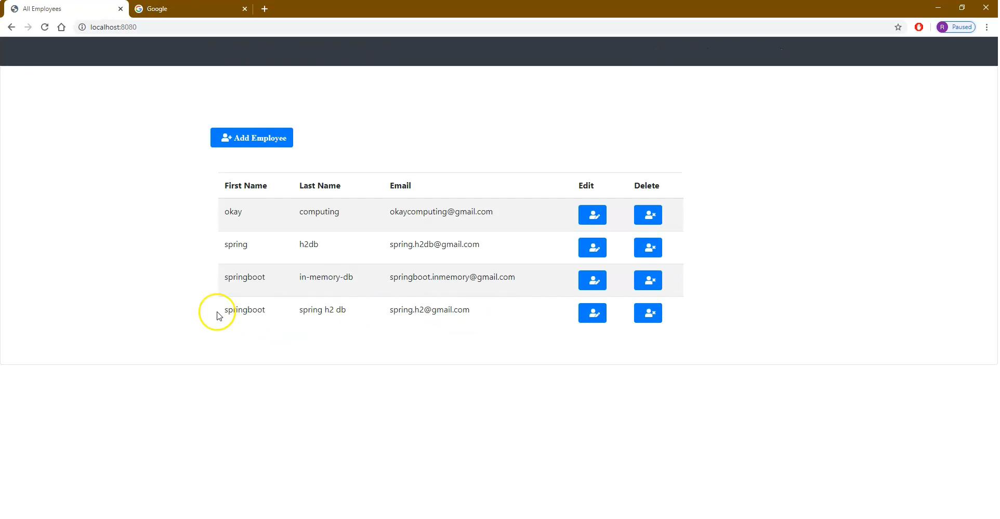 All Employees
Google
localhost:8080
R Paused
Add Employee
First Name Last Name Email Edit Delete
okay computing okaycomputing@gmail.com
spring h2db spring.h2db@gmail.com
springboot in-memory-db springboot.inmemory@gmail.com
springboot spring h2 db spring.h2@gmail.com